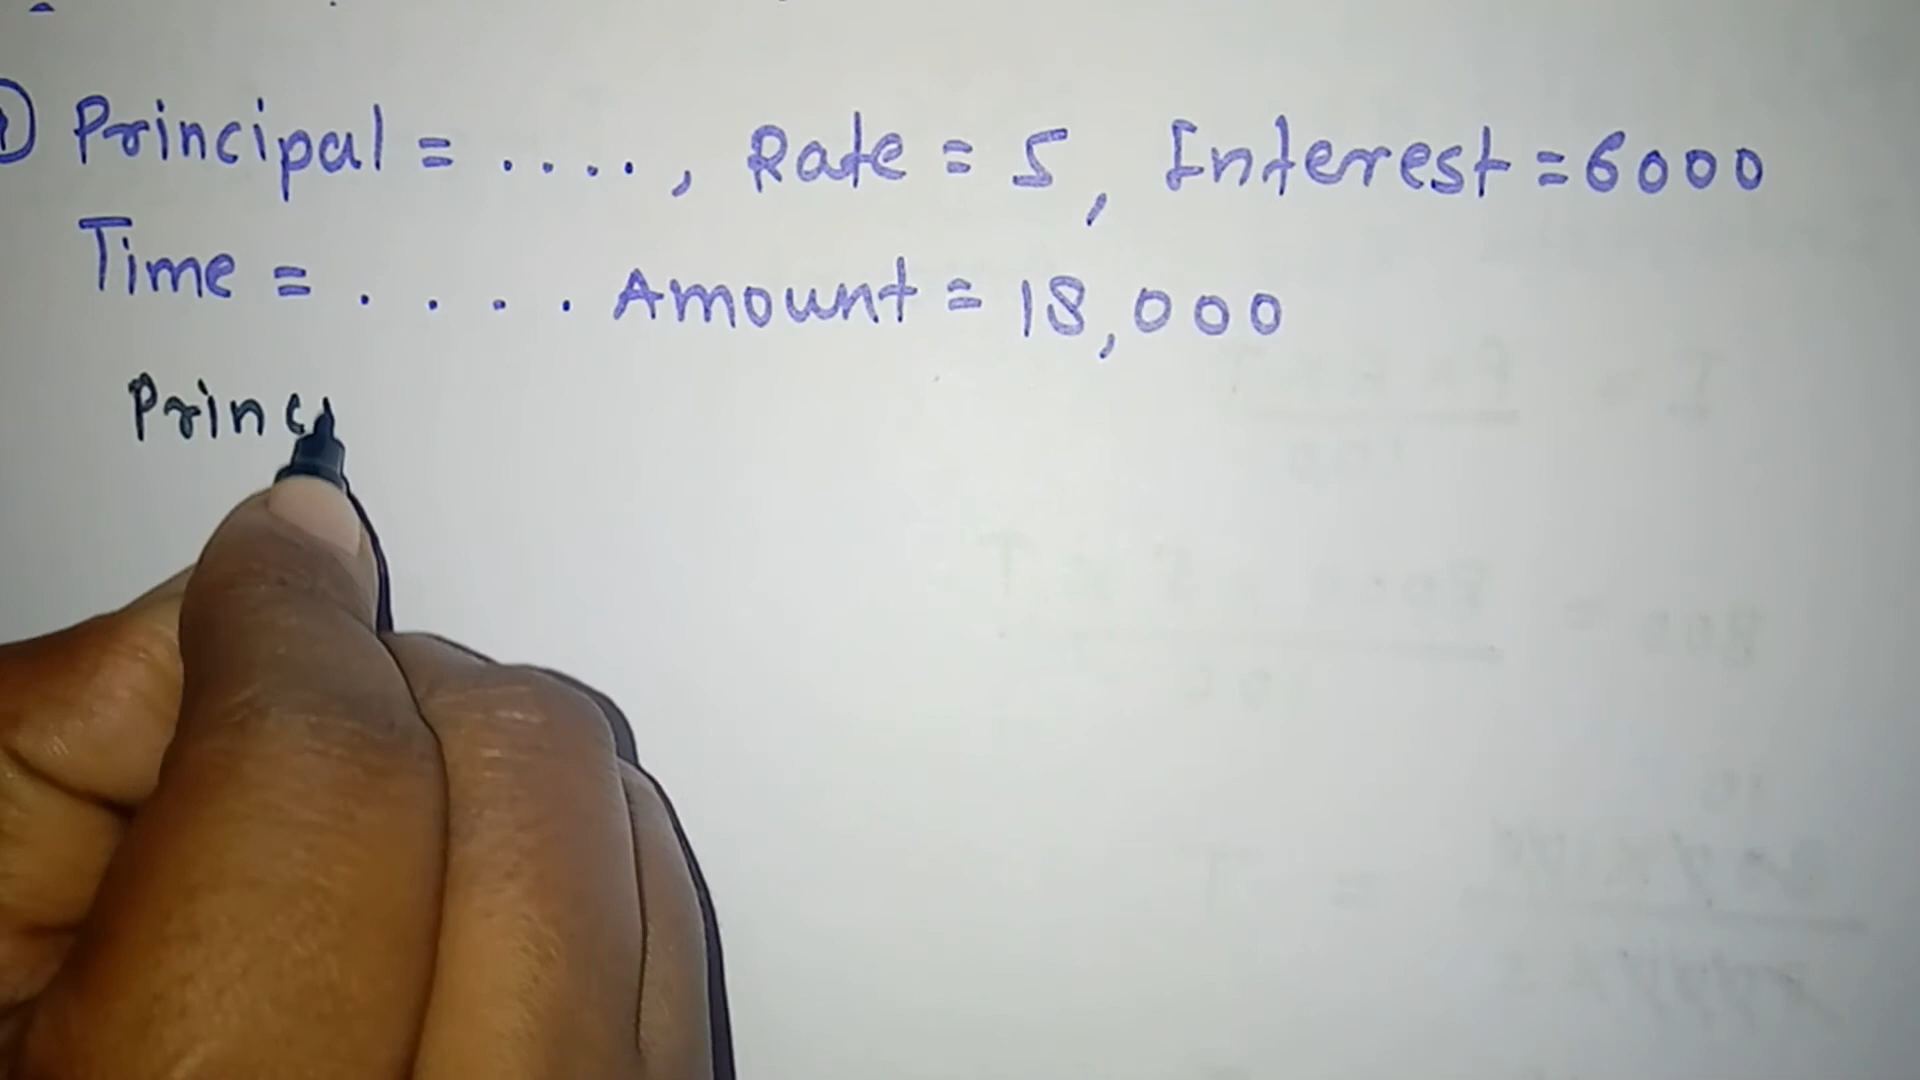 Principal = ...., Rate = 5, Interest = 6000
Time = .... Amount = 18,000
Princ